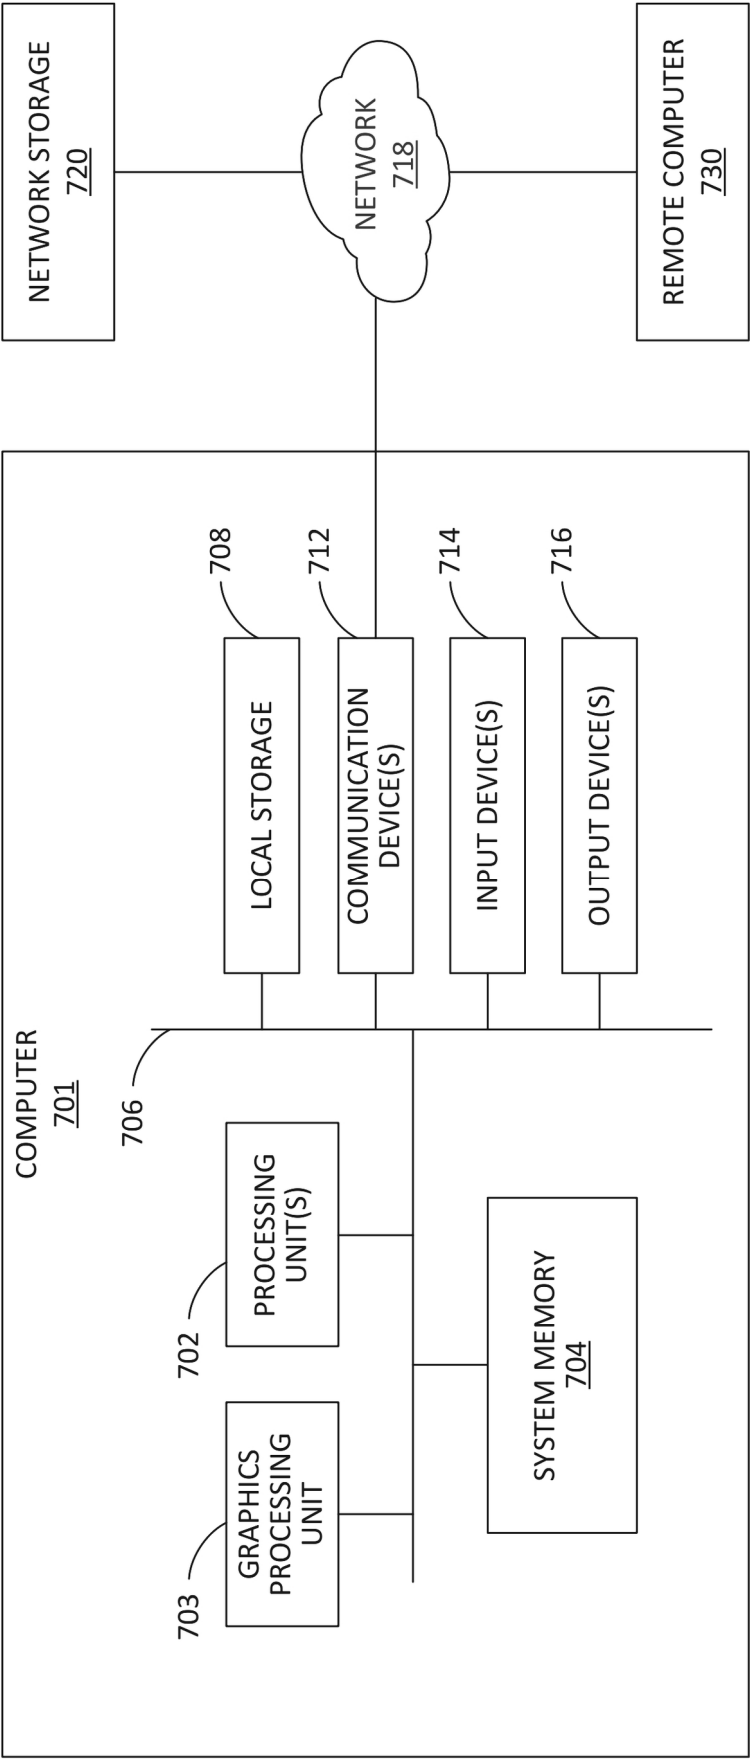 COMPUTER
701
703
GRAPHICS
PROCESSING
UNIT
702
PROCESSING
UNIT(S)
706
SYSTEM MEMORY
704
708
LOCAL STORAGE
712
COMMUNICATION
DEVICE(S)
714
INPUT DEVICE(S)
716
OUTPUT DEVICE(S)
NETWORK STORAGE
720
NETWORK
718
REMOTE COMPUTER
730